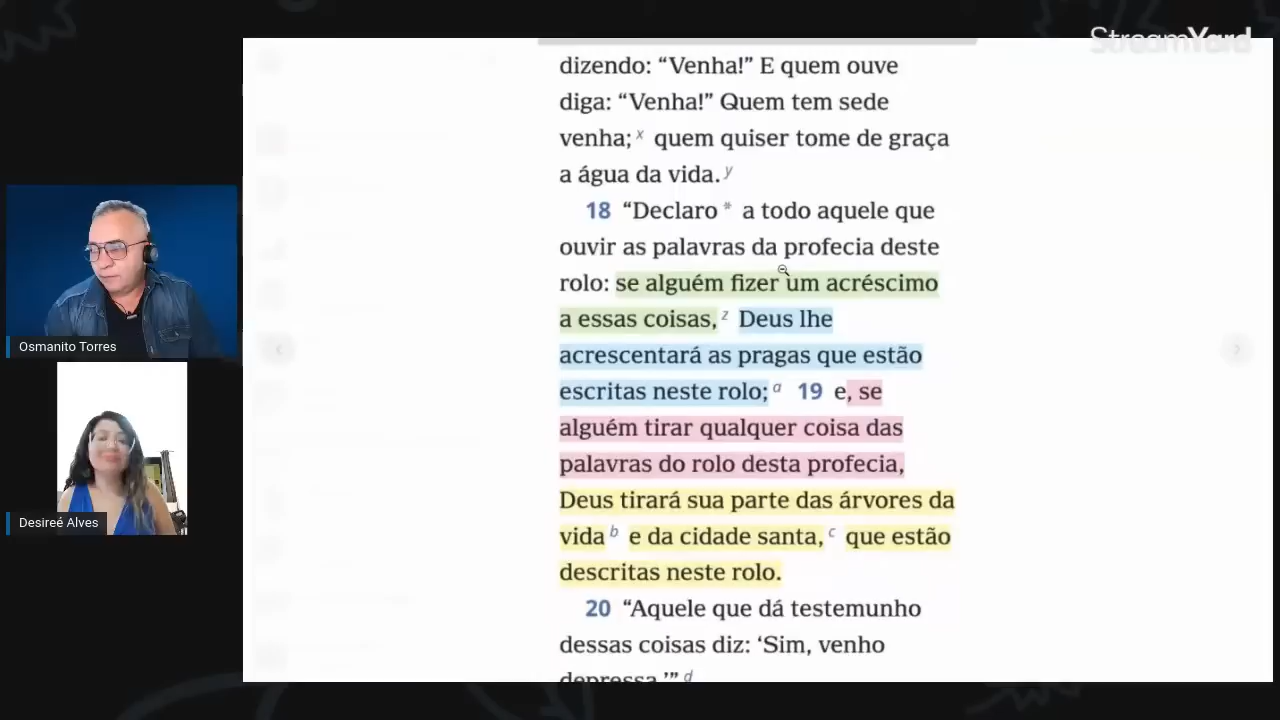 StreamYard
dizendo: “Venha!” E quem ouve
diga: “Venha!” Quem tem sede
venha; x quem quiser tome de graça
a água da vida. y
18 “Declaro * a todo aquele que
ouvir as palavras da profecia deste
rolo: se alguém fizer um acréscimo
a essas coisas, z Deus lhe
acrescentará as pragas que estão
escritas neste rolo; a 19 e, se
alguém tirar qualquer coisa das
palavras do rolo desta profecia,
Deus tirará sua parte das árvores da
vida b e da cidade santa, c que estão
descritas neste rolo.
20 “Aquele que dá testemunho
dessas coisas diz: ‘Sim, venho
depressa.’” d
Osmanito Torres
Desireé Alves